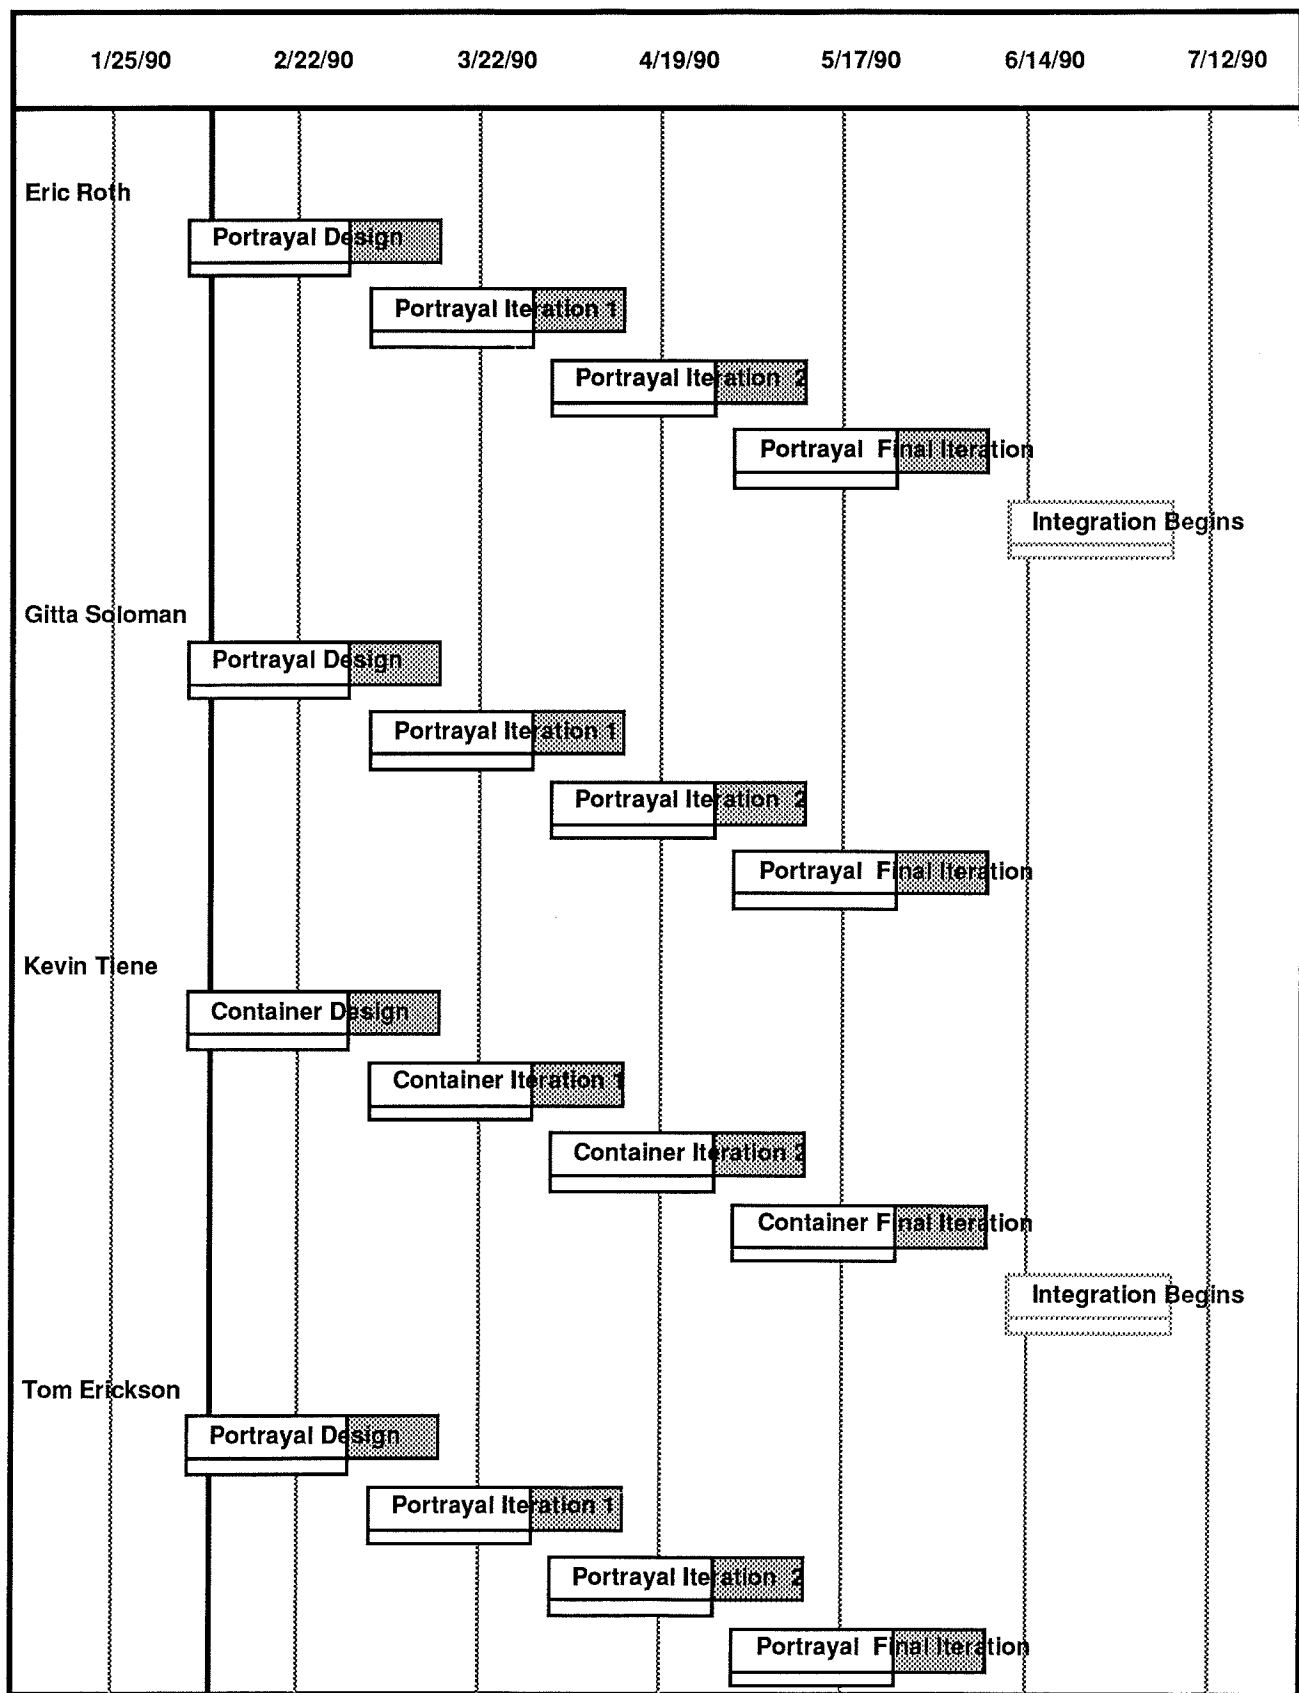 1/25/90 2/22/90 3/22/90 4/19/90 5/17/90 6/14/90 7/12/90
Eric Roth
Portrayal Design
Portrayal Iteration 1
Portrayal Iteration 2
Portrayal Final Iteration
Integration Begins
Gitta Soloman
Portrayal Design
Portrayal Iteration 1
Portrayal Iteration 2
Portrayal Final Iteration
Kevin Tiene
Container Design
Container Iteration 1
Container Iteration 2
Container Final Iteration
Integration Begins
Tom Erickson
Portrayal Design
Portrayal Iteration 1
Portrayal Iteration 2
Portrayal Final Iteration